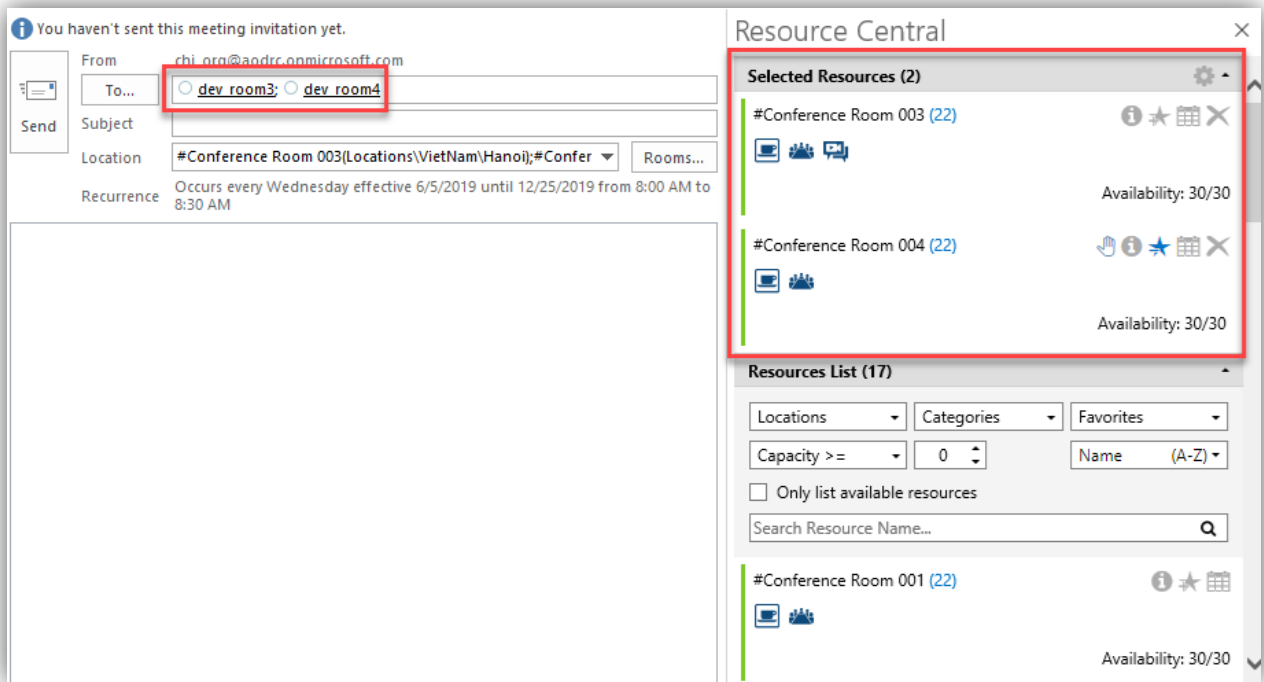 You haven't sent this meeting invitation yet.
From chi_org@aodrc.onmicrosoft.com
To... dev_room3; dev_room4
Send
Subject
Location #Conference Room 003(Locations\VietNam\Hanoi);#Confer Rooms...
Recurrence Occurs every Wednesday effective 6/5/2019 until 12/25/2019 from 8:00 AM to
8:30 AM
Resource Central
Selected Resources (2)
#Conference Room 003 (22)
Availability: 30/30
#Conference Room 004 (22)
Availability: 30/30
Resources List (17)
Locations Categories Favorites
Capacity >= 0 Name (A-Z)
Only list available resources
Search Resource Name...
#Conference Room 001 (22)
Availability: 30/30